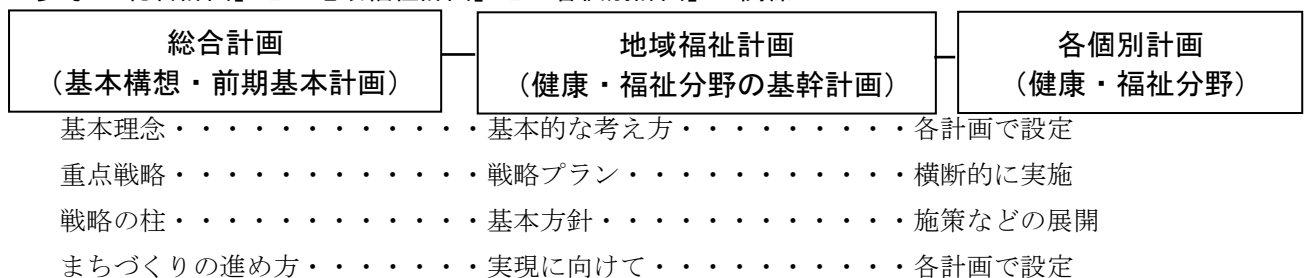 総合計画 地域福祉計画 各個別計画
（基本構想・前期基本計画） （健康・福祉分野の基幹計画） （健康・福祉分野）
基本理念・・・・・・・・・・・・基本的な考え方・・・・・・・・・各計画で設定
重点戦略・・・・・・・・・・・・戦略プラン・・・・・・・・・・・横断的に実施
戦略の柱・・・・・・・・・・・・基本方針・・・・・・・・・・・・施策などの展開
まちづくりの進め方・・・・・・・実現に向けて・・・・・・・・・・各計画で設定